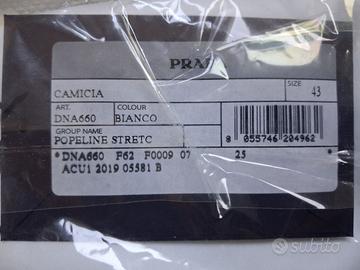 PRADA
SIZE
CAMICIA 43
ART. COLOUR
DNA660 BIANCO
GROUP NAME
POPELINE STRETC
8 055746 204962
*DNA660 F62 F0009 07 25 *
ACU1 2019 05581 B
subito